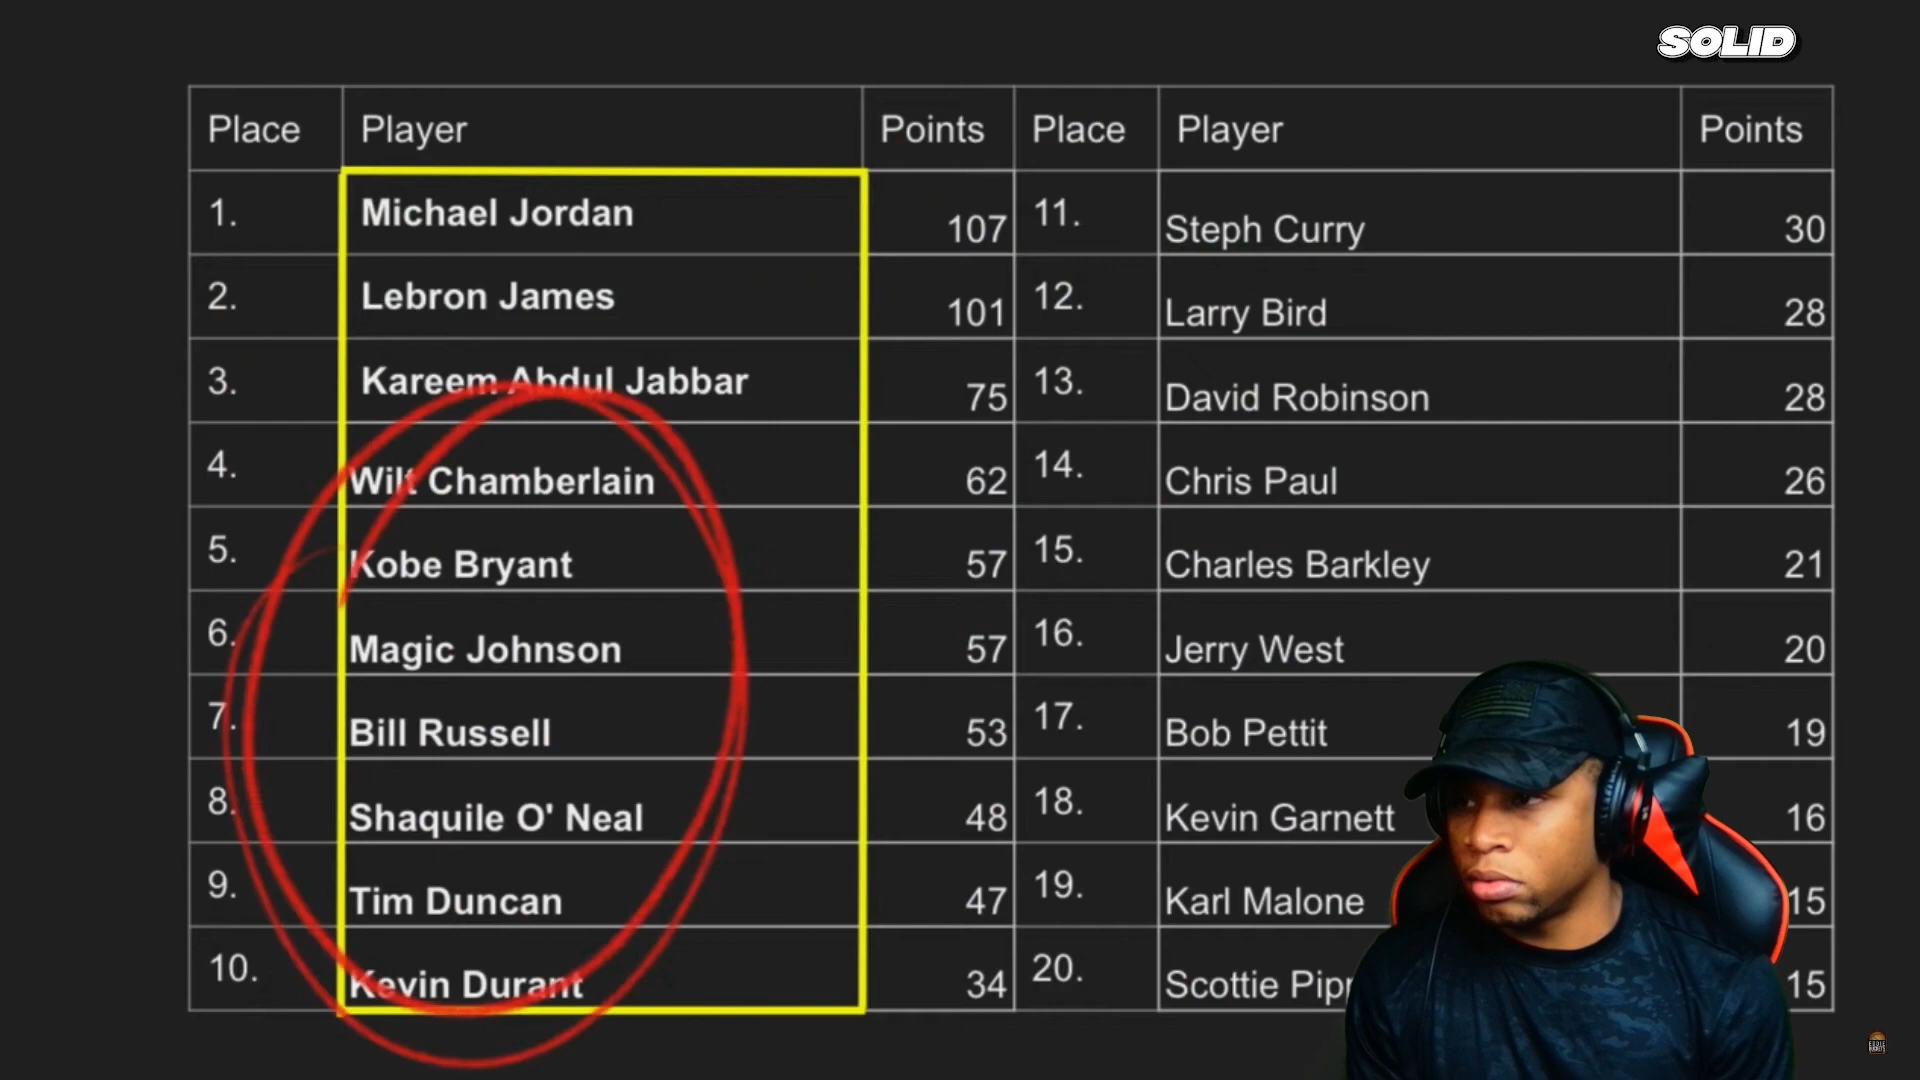 SOLID
Place Player Points Place Player Points
1. Michael Jordan 107 11. Steph Curry 30
2. Lebron James 101 12. Larry Bird 28
3. Kareem Abdul Jabbar 75 13. David Robinson 28
4. Wilt Chamberlain 62 14. Chris Paul 26
5. Kobe Bryant 57 15. Charles Barkley 21
6. Magic Johnson 57 16. Jerry West 20
7. Bill Russell 53 17. Bob Pettit 19
8. Shaquile O' Neal 48 18. Kevin Garnett 16
9. Tim Duncan 47 19. Karl Malone 15
10. Kevin Durant 34 20. Scottie 15